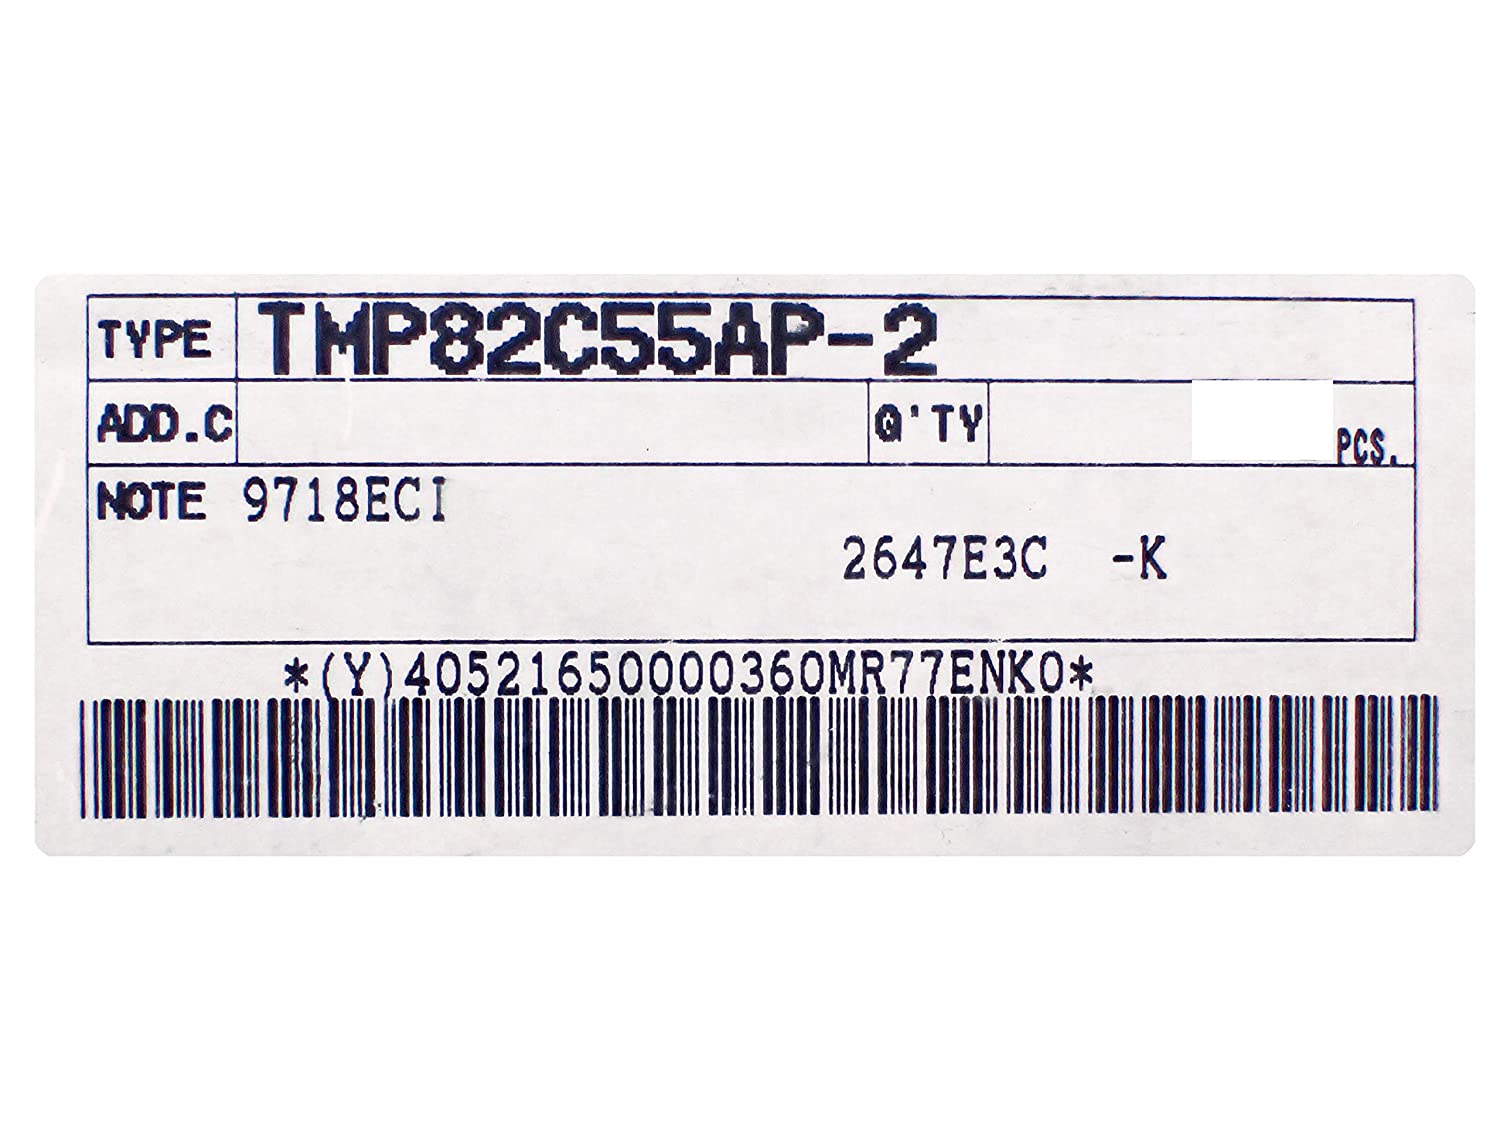 TYPE TMP82C55AP-2
ADD.C Q'TY PCS.
NOTE 9718ECI
2647E3C -K
*(Y)40521650000360MR77ENK0*